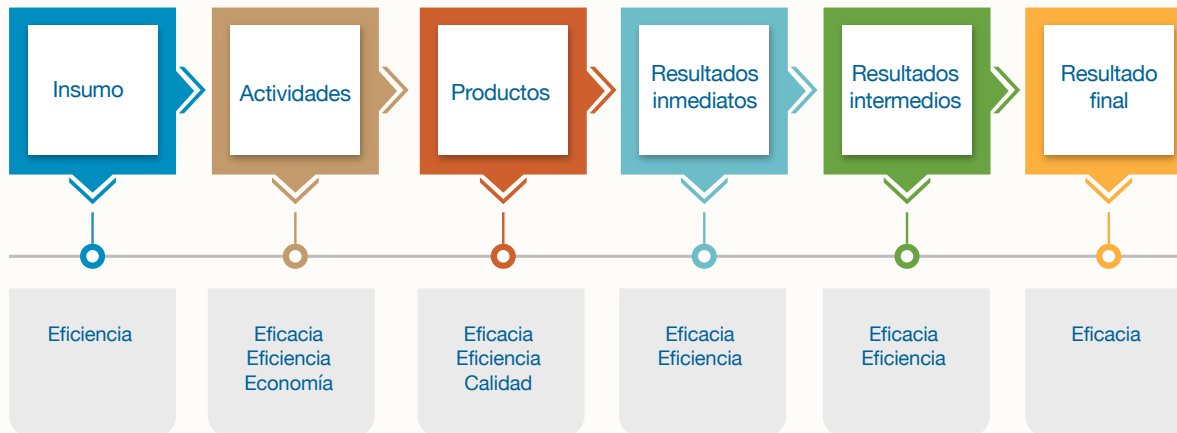 Insumo
Actividades
Productos
Resultados
inmediatos
Resultados
intermedios
Resultado
final
Eficiencia
Eficacia
Eficiencia
Economía
Eficacia
Eficiencia
Calidad
Eficacia
Eficiencia
Eficacia
Eficiencia
Eficacia